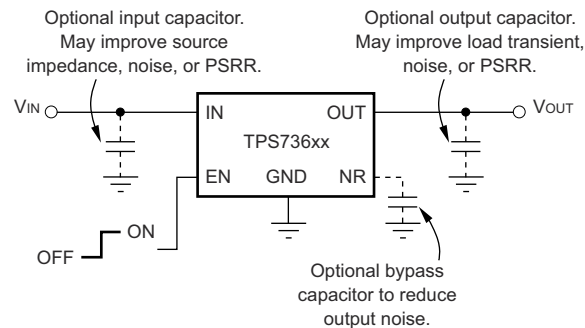 Optional input capacitor.
May improve source
impedance, noise, or PSRR.
Optional output capacitor.
May improve load transient,
noise, or PSRR.
VIN
IN
OUT
VOUT
TPS736xx
EN
GND
NR
ON
OFF
Optional bypass
capacitor to reduce
output noise.